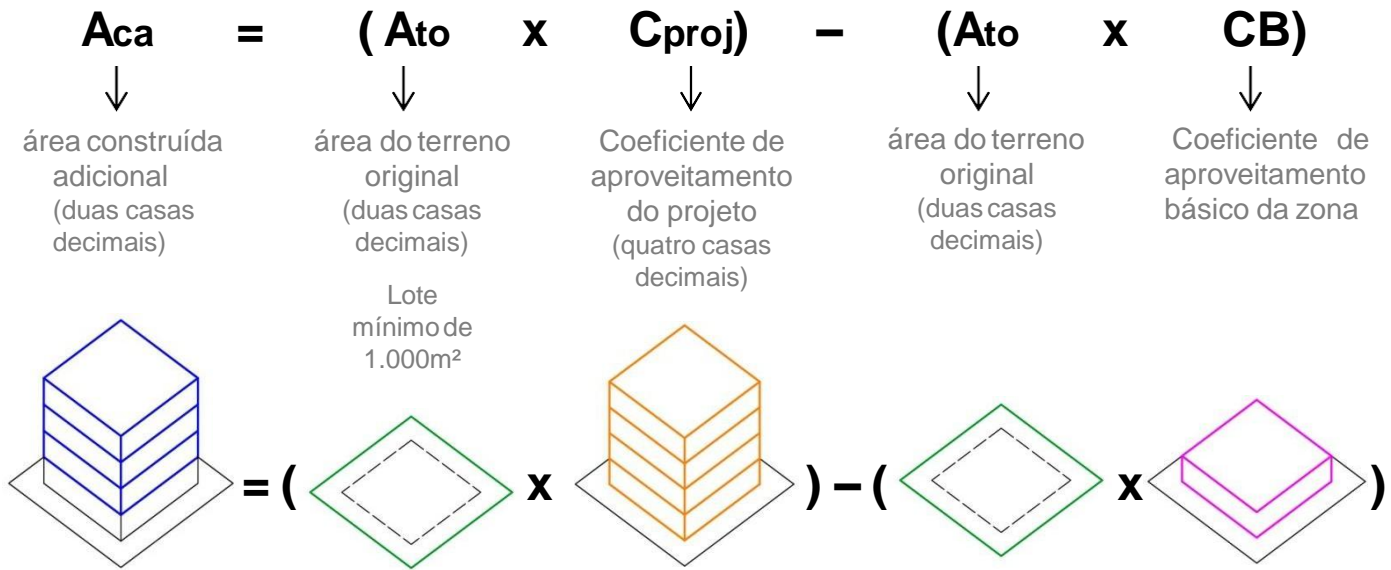 Aca = ( Ato x Cproj) – (Ato x CB)
área construída
adicional
(duas casas
decimais)
área do terreno
original
(duas casas
decimais)
Lote
mínimo de
1.000m²
Coeficiente de
aproveitamento
do projeto
(quatro casas
decimais)
área do terreno
original
(duas casas
decimais)
Coeficiente de
aproveitamento
básico da zona
= ( x ) – ( x )